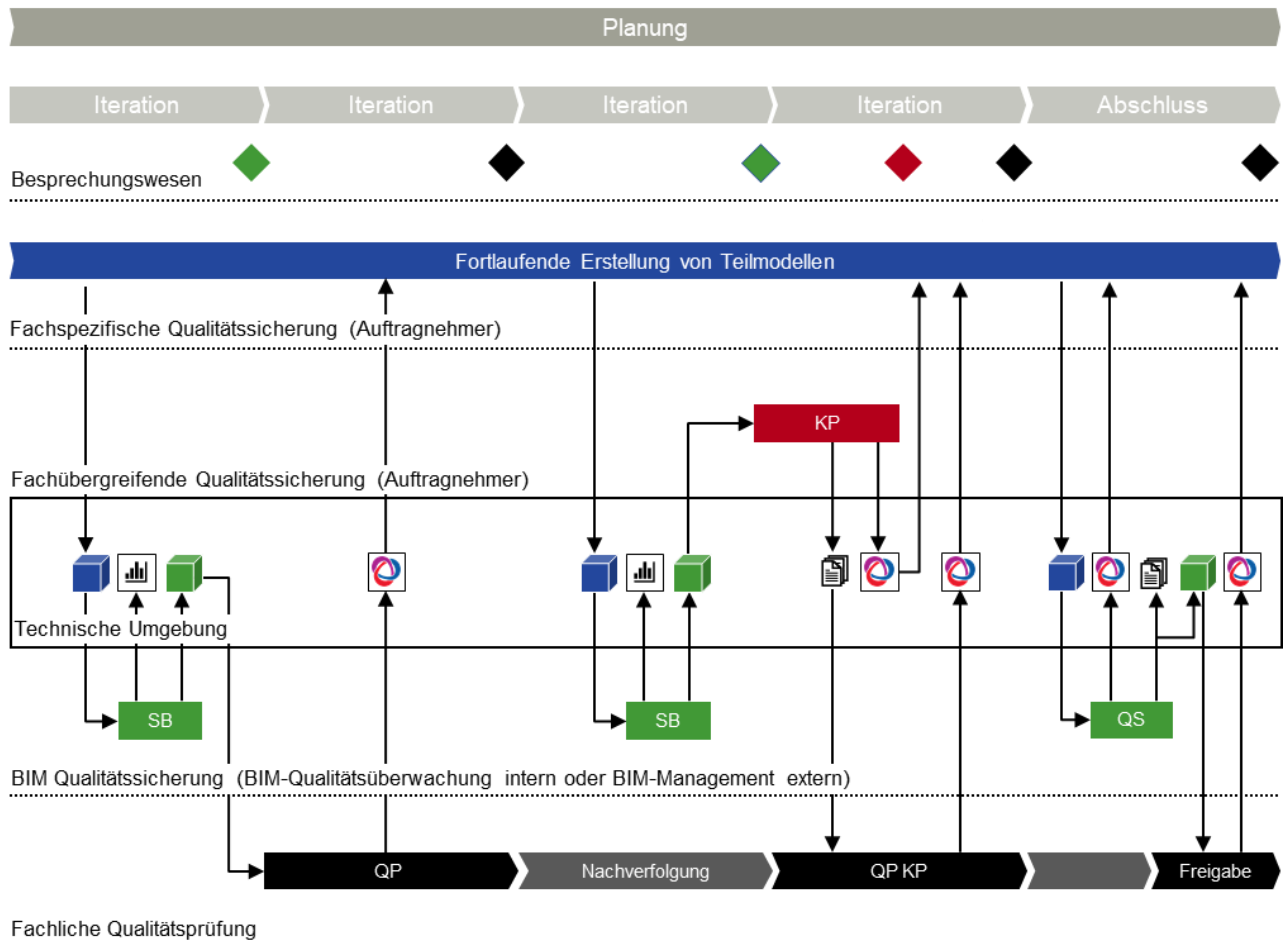 Planung
Iteration Iteration Iteration Iteration Abschluss
Besprechungswesen
Fortlaufende Erstellung von Teilmodellen
Fachspezifische Qualitätssicherung (Auftragnehmer)
KP
Fachübergreifende Qualitätssicherung (Auftragnehmer)
Technische Umgebung
SB SB QS
BIM Qualitätssicherung (BIM-Qualitätsüberwachung intern oder BIM-Management extern)
QP Nachverfolgung QP KP Freigabe
Fachliche Qualitätsprüfung